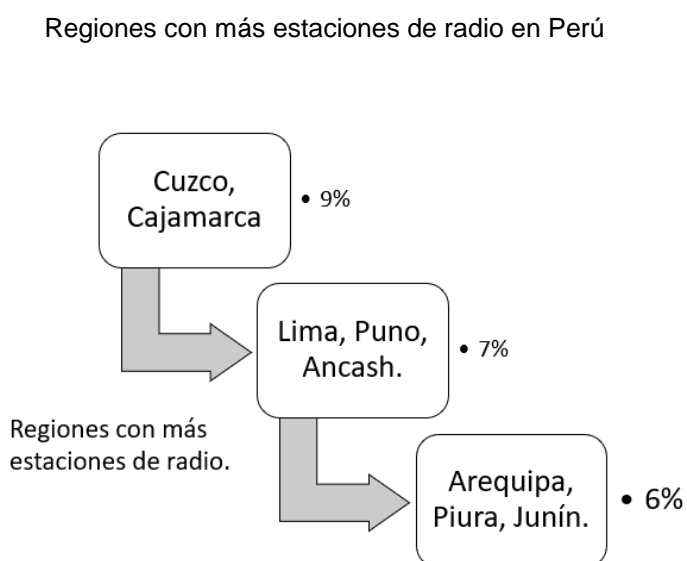 Regiones con más estaciones de radio en Perú
Cuzco,
Cajamarca
• 9%
Lima, Puno,
Ancash.
• 7%
Regiones con más
estaciones de radio.
Arequipa,
Piura, Junín.
• 6%